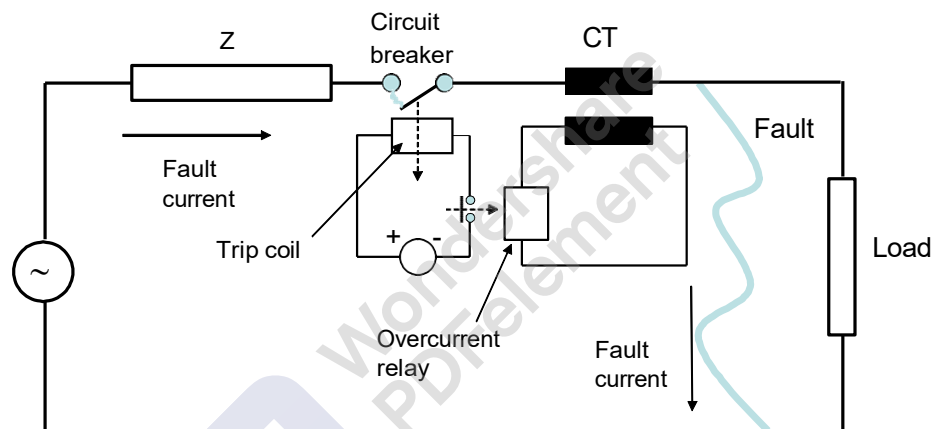 Z
Circuit
breaker
CT
Fault
Fault
current
Trip coil
+ -
~
Load
Overcurrent
relay
Fault
current
Wondershare
PDFelement